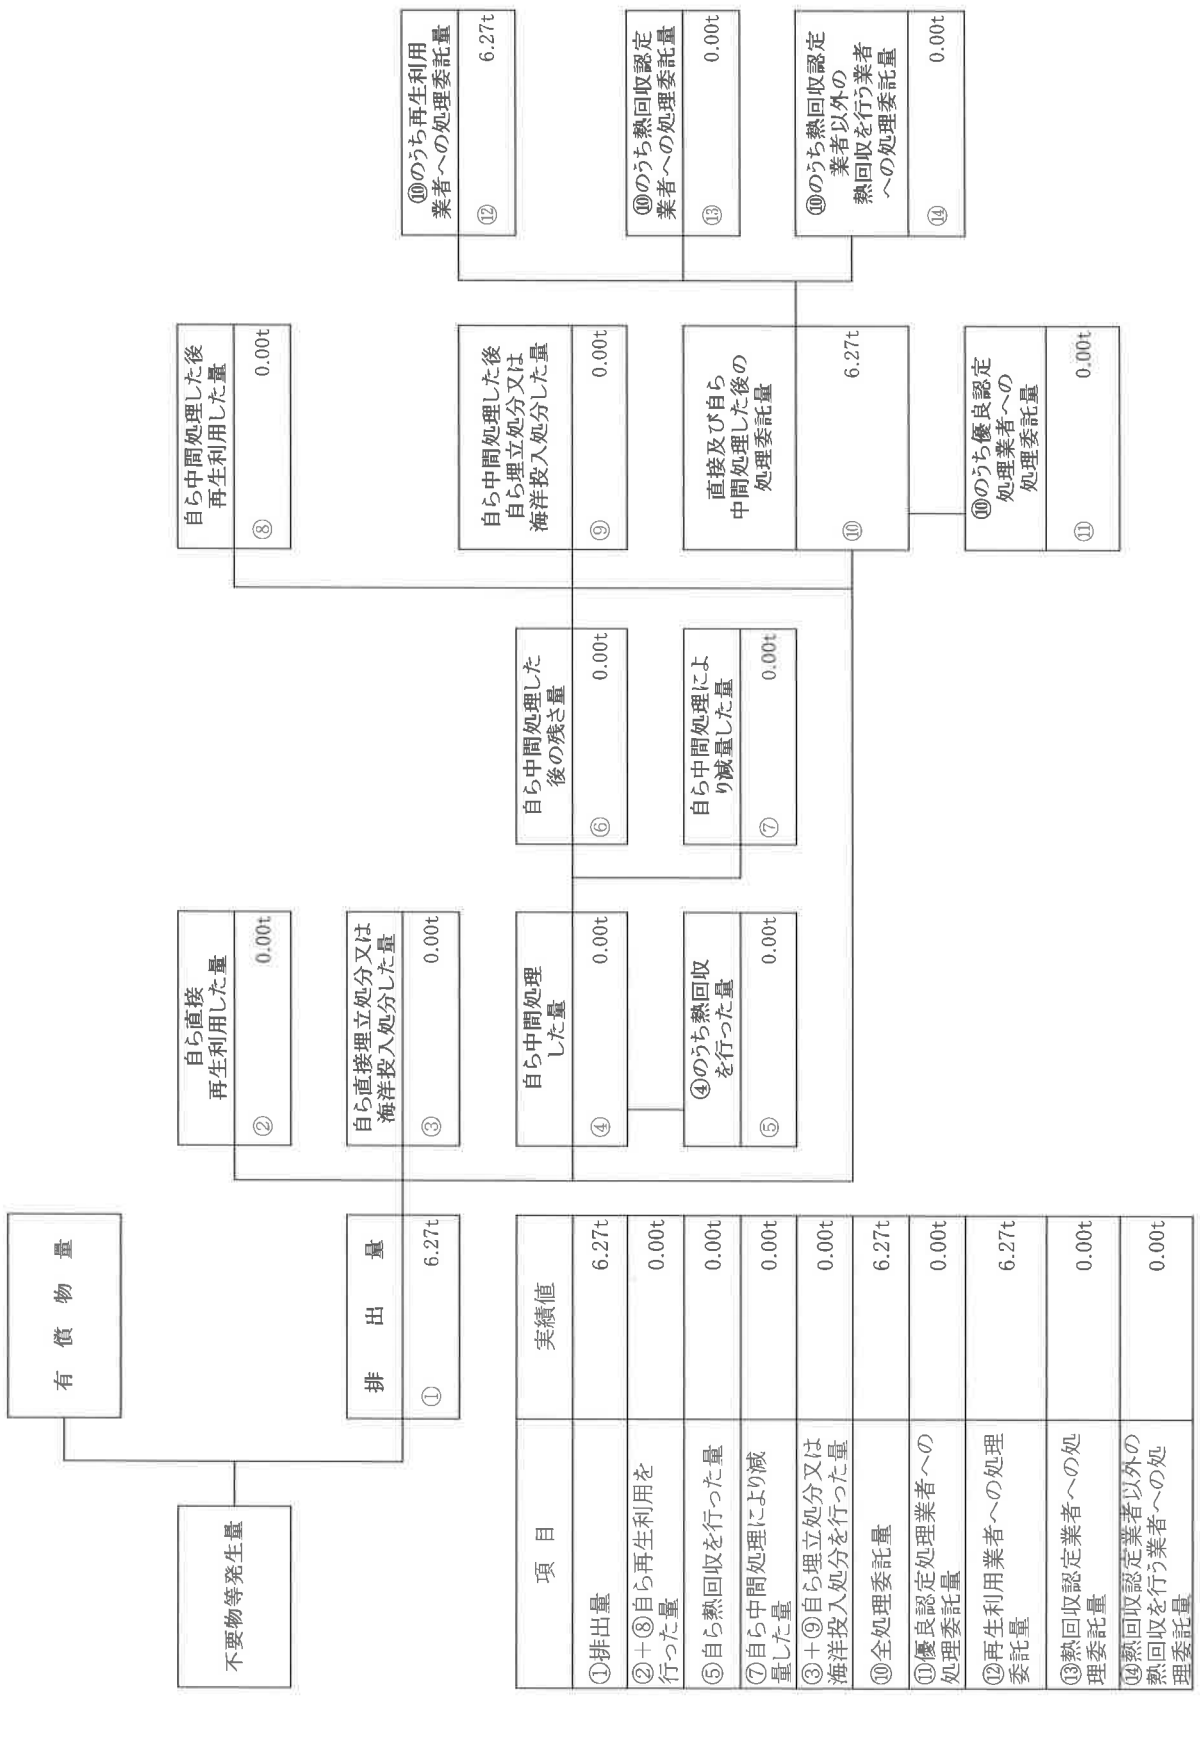 有償物量
不要物等発生量
排出量
① 6.27t
自ら直接
再生利用した量
② 0.00t
自ら直接埋立処分又は
海洋投入処分した量
③ 0.00t
自ら中間処理
した量
④ 0.00t
④のうち熱回収
を行った量
⑤ 0.00t
自ら中間処理した
後の残さ量
⑥ 0.00t
自ら中間処理によ
り減量した量
⑦ 0.00t
自ら中間処理した後
再生利用した量
⑧ 0.00t
自ら中間処理した後
自ら埋立処分又は
海洋投入処分した量
⑨ 0.00t
直接及び自ら
中間処理した後の
処理委託量
⑩ 6.27t
⑩のうち優良認定
処理業者への
処理委託量
⑪ 0.00t
⑩のうち再生利用
業者への処理委託量
⑫ 6.27t
⑩のうち熱回収認定
業者への処理委託量
⑬ 0.00t
⑩のうち熱回収認定
業者以外の
熱回収を行う業者
への処理委託量
⑭ 0.00t
項目 実績値
①排出量 6.27t
②＋⑧自ら再生利用を
行った量 0.00t
⑤自ら熱回収を行った量 0.00t
⑦自ら中間処理により減
量した量 0.00t
③＋⑨自ら埋立処分又は
海洋投入処分を行った量 0.00t
⑩全処理委託量 6.27t
⑪優良認定処理業者への
処理委託量 0.00t
⑫再生利用業者への処理
委託量 6.27t
⑬熱回収認定業者への処
理委託量 0.00t
⑭熱回収認定業者以外の
熱回収を行う業者への処
理委託量 0.00t